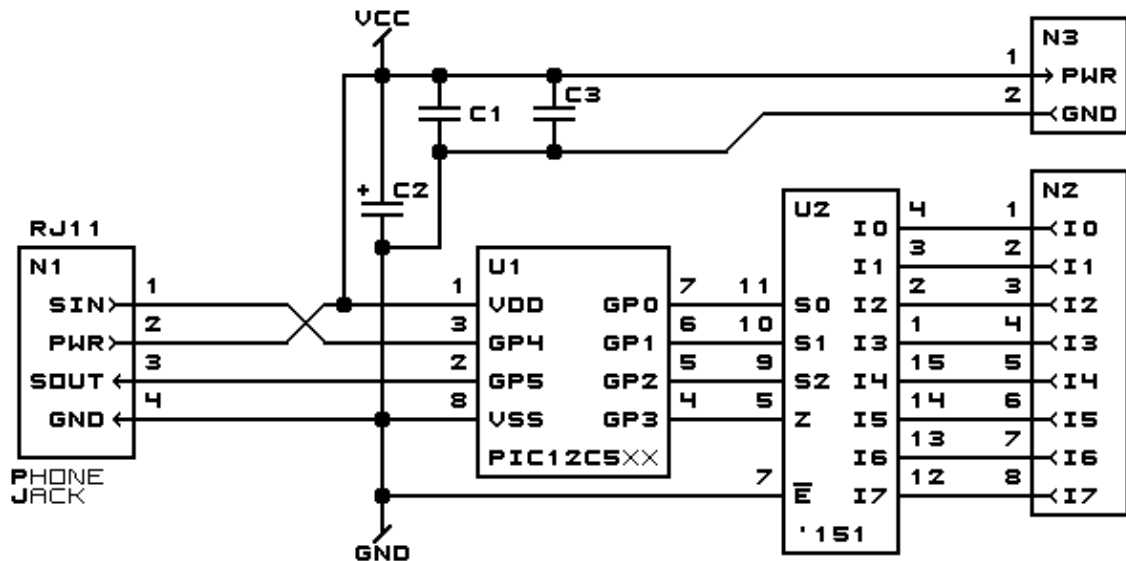 VCC
N3
1
PWR
2
GND
C1
C3
+
C2
RJ11
N1
1
SIN
2
PWR
3
SOUT
4
GND
PHONE
JACK
U1
1
VDD
3
GP4
2
GP5
8
VSS
GP0
7
GP1
6
GP2
5
GP3
4
PIC12C5XX
U2
11
S0
10
S1
9
S2
5
Z
7
E
I0
4
I1
3
I2
2
I3
1
I4
15
I5
14
I6
13
I7
12
'151
N2
1
I0
2
I1
3
I2
4
I3
5
I4
6
I5
7
I6
8
I7
GND